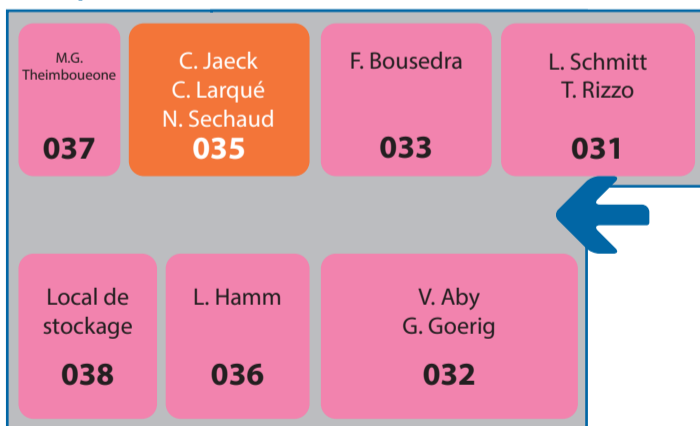 M.G.
Theimboueone
037
C. Jaeck
C. Larqué
N. Sechaud
035
F. Bousedra
033
L. Schmitt
T. Rizzo
031
Local de
stockage
038
L. Hamm
036
V. Aby
G. Goerig
032